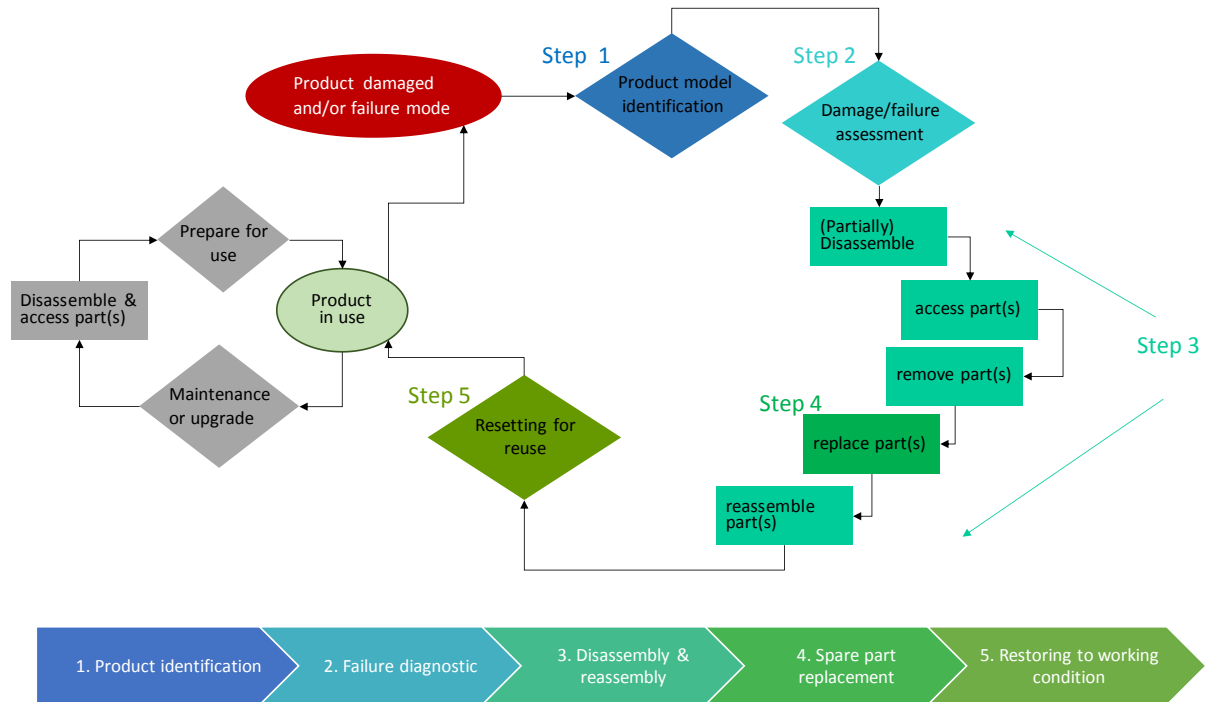 Step 1
Step 2
Product damaged
and/or failure mode
Product model
identification
Damage/failure
assessment
(Partially)
Disassemble
Prepare for
use
Disassemble &
access part(s)
Product
in use
access part(s)
Step 3
remove part(s)
Maintenance
or upgrade
Step 5
Step 4
Resetting for
reuse
replace part(s)
reassemble
part(s)
1. Product identification
2. Failure diagnostic
3. Disassembly &
reassembly
4. Spare part
replacement
5. Restoring to working
condition